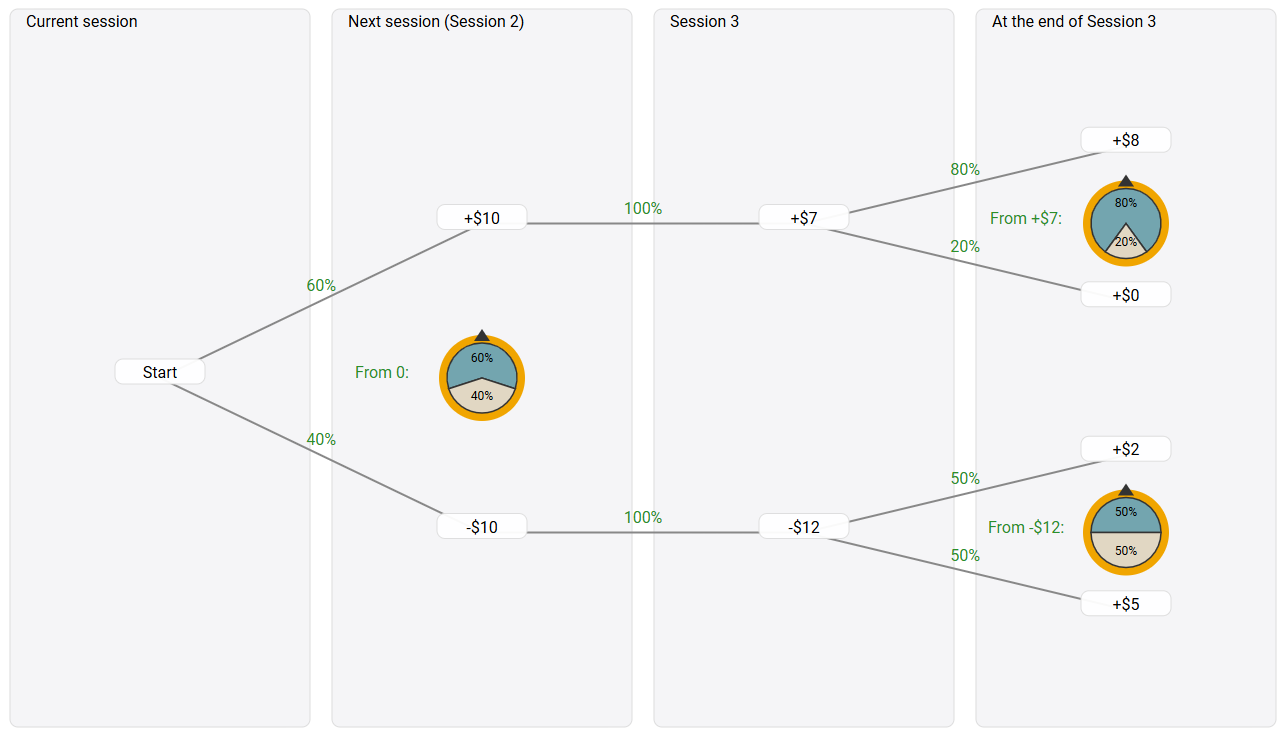 Current session
Next session (Session 2)
Session 3
At the end of Session 3
+$8
80%
80%
From +$7:
20%
20%
+$0
+$10
100%
+$7
60%
Start
From 0:
60%
40%
40%
-$10
100%
-$12
+$2
50%
50%
From -$12:
50%
50%
+$5